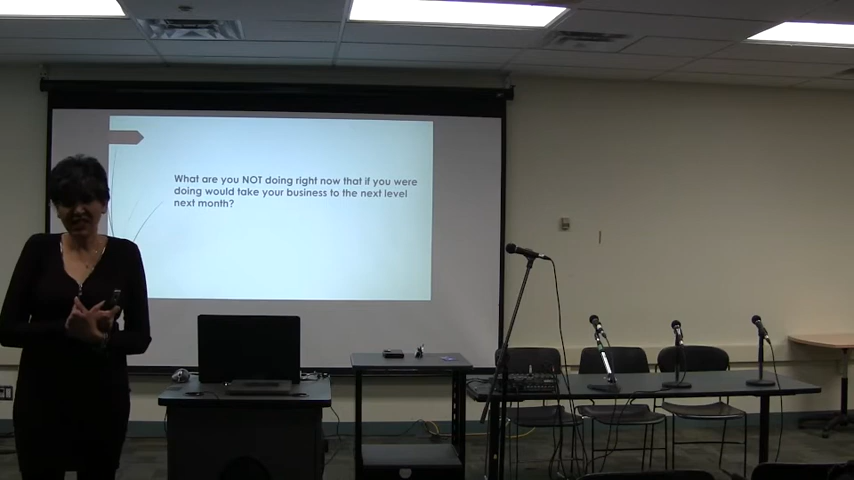 What are you NOT doing right now that if you were
doing would take your business to the next level
next month?